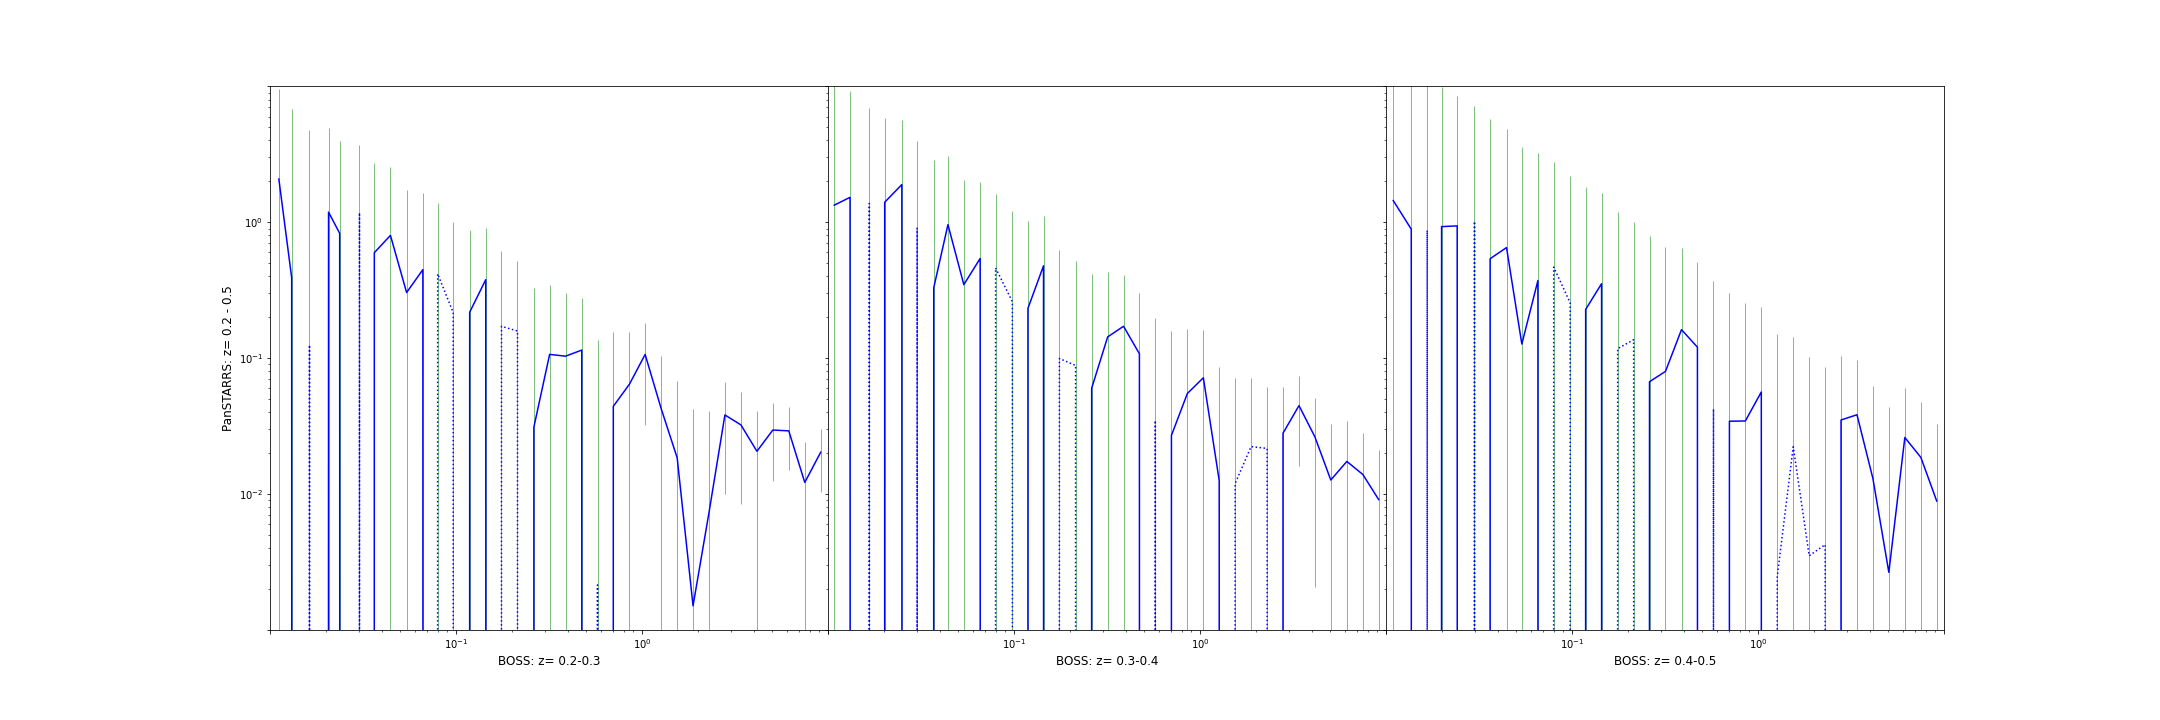 PanSTARRS: z= 0.2 - 0.5
10⁰
10⁻¹
10⁻²
10⁻¹
10⁰
10⁻¹
10⁰
10⁻¹
10⁰
BOSS: z= 0.2-0.3
BOSS: z= 0.3-0.4
BOSS: z= 0.4-0.5